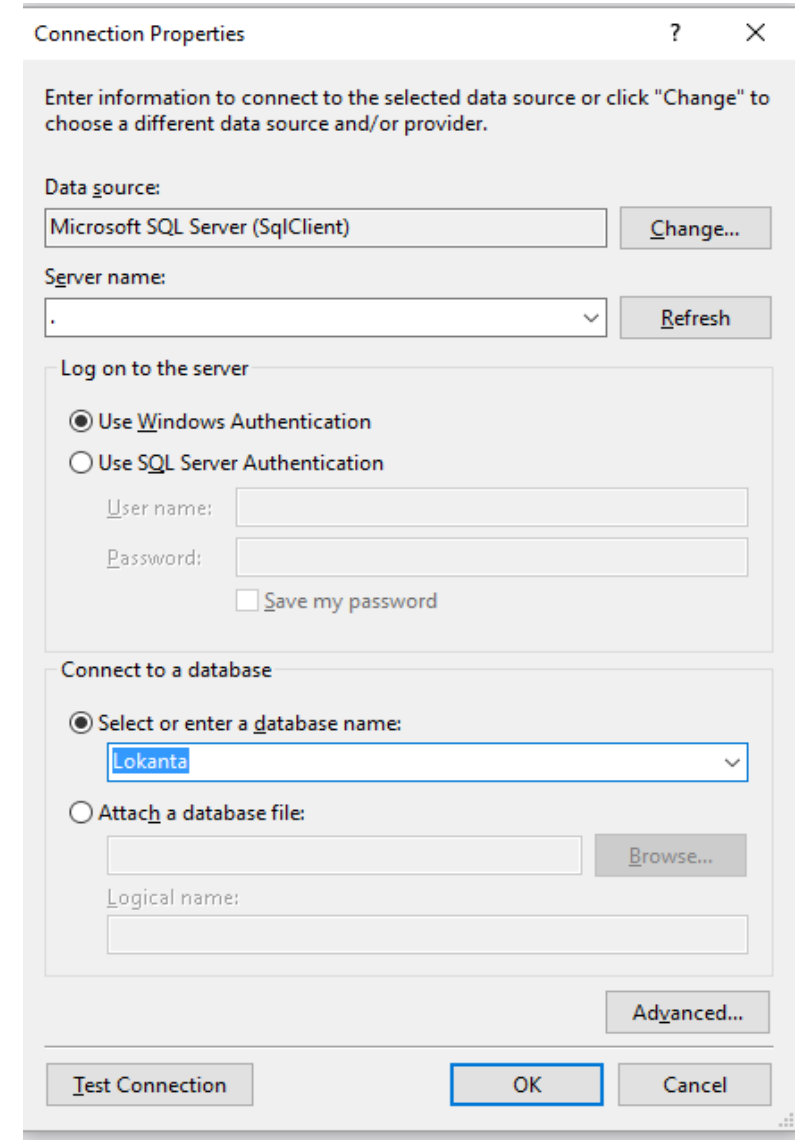 Connection Properties
?
Enter information to connect to the selected data source or click "Change" to
choose a different data source and/or provider.
Data source:
Microsoft SQL Server (SqlClient)
Change...
Server name:
.
Refresh
Log on to the server
Use Windows Authentication
Use SQL Server Authentication
User name:
Password:
Save my password
Connect to a database
Select or enter a database name:
Lokanta
Attach a database file:
Browse...
Logical name:
Advanced...
Test Connection
OK
Cancel